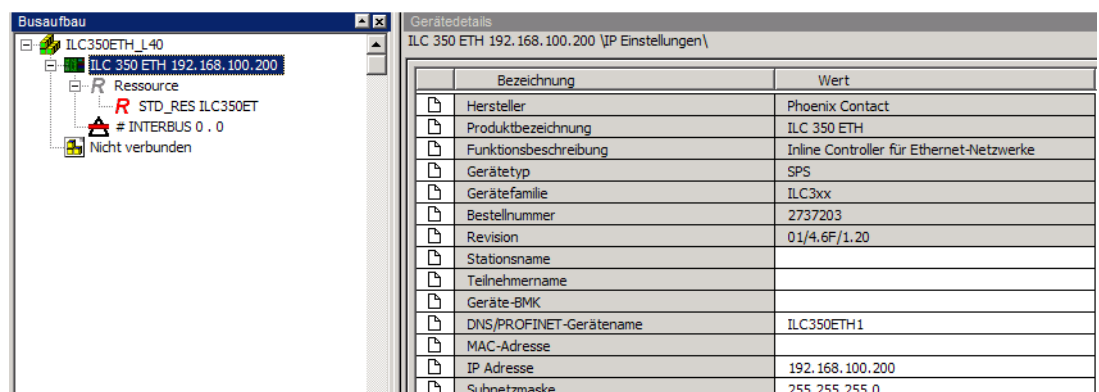 Busaufbau
ILC350ETH_L40
ILC 350 ETH 192.168.100.200
R Ressource
R STD_RES ILC350ET
# INTERBUS 0 . 0
Nicht verbunden
Gerätedetails
ILC 350 ETH 192.168.100.200 \IP Einstellungen\
Bezeichnung Wert
Hersteller Phoenix Contact
Produktbezeichnung ILC 350 ETH
Funktionsbeschreibung Inline Controller für Ethernet-Netzwerke
Gerätetyp SPS
Gerätefamilie ILC3xx
Bestellnummer 2737203
Revision 01/4.6F/1.20
Stationsname
Teilnehmername
Geräte-BMK
DNS/PROFINET-Gerätename ILC350ETH1
MAC-Adresse
IP Adresse 192.168.100.200
Subnetzmaske 255.255.255.0